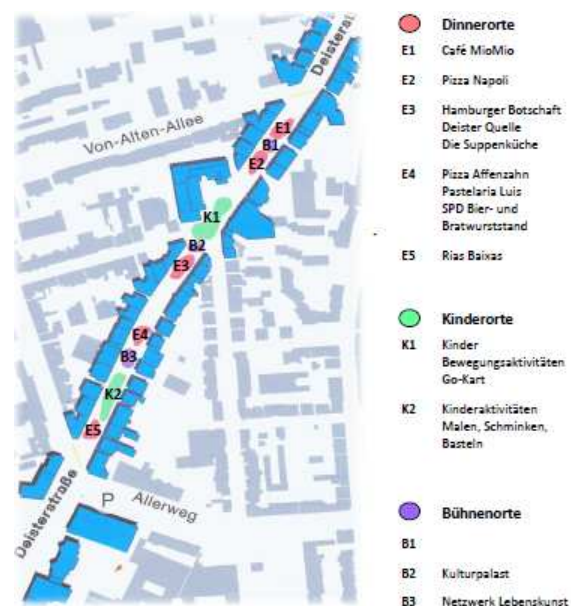 Deisterstraße
Von-Alten-Allee
E1
B1
E2
K1
B2
E3
E4
B3
K2
E5
P
Allerweg
Deisterstraße
Dinnerorte
E1 Café MioMio
E2 Pizza Napoli
E3 Hamburger Botschaft
Deister Quelle
Die Suppenküche
E4 Pizza Affenzahn
Pastelaria Luis
SPD Bier- und
Bratwurststand
E5 Rias Baixas
Kinderorte
K1 Kinder
Bewegungsaktivitäten
Go-Kart
K2 Kinderaktivitäten
Malen, Schminken,
Basteln
Bühnenorte
B1
B2 Kulturpalast
B3 Netzwerk Lebenskunst